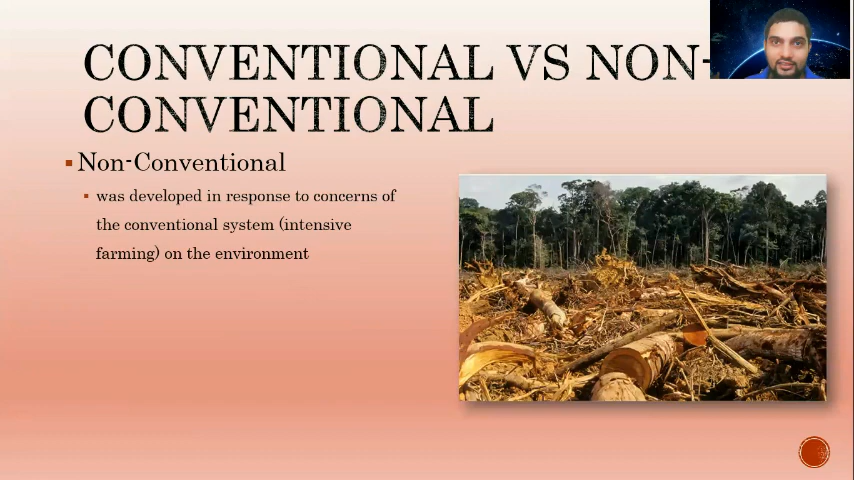 CONVENTIONAL VS NON-
CONVENTIONAL
Non-Conventional
was developed in response to concerns of
the conventional system (intensive
farming) on the environment